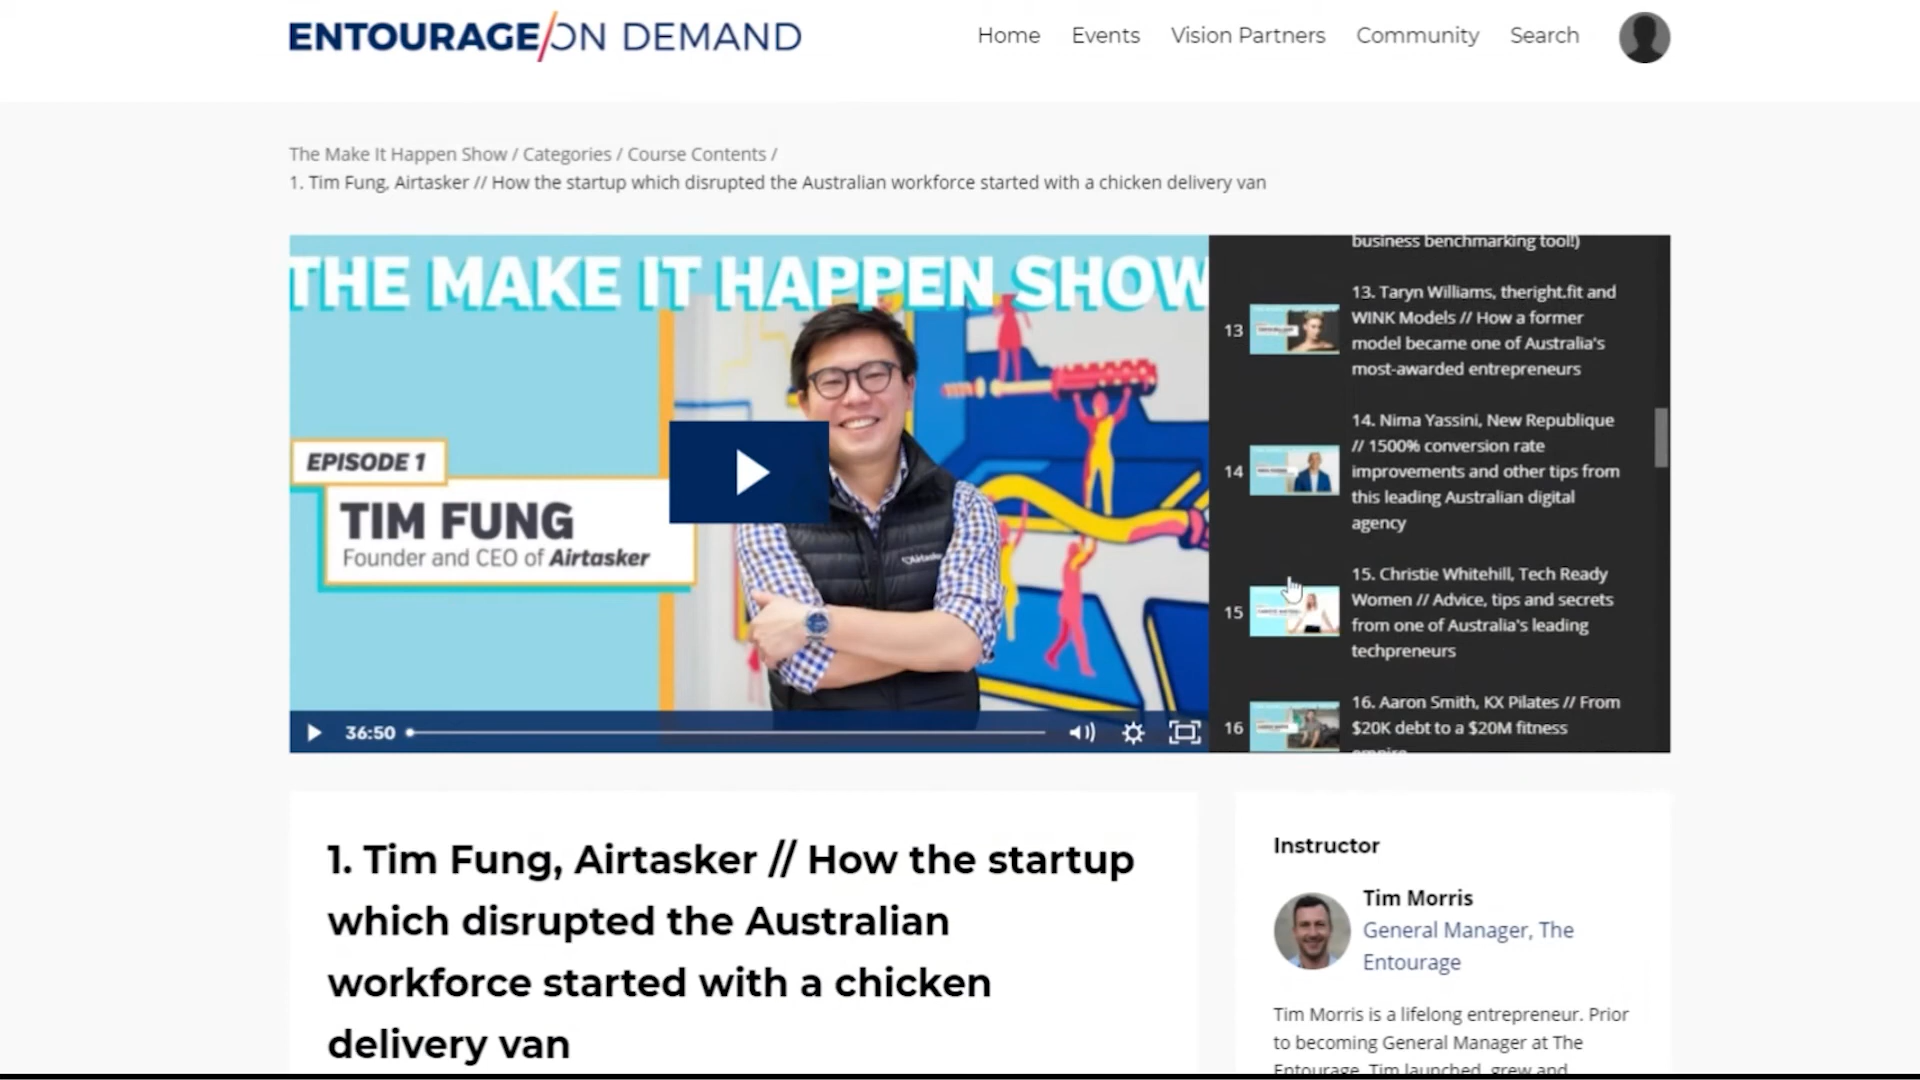 ENTOURAGE/ON DEMAND
Home Events Vision Partners Community Search
The Make It Happen Show / Categories / Course Contents /
1. Tim Fung, Airtasker // How the startup which disrupted the Australian workforce started with a chicken delivery van
THE MAKE IT HAPPEN SHOW
EPISODE 1
TIM FUNG
Founder and CEO of Airtasker
Airtasker
36:50
business benchmarking tool!)
13
13. Taryn Williams, theright.fit and
WINK Models // How a former
model became one of Australia's
most-awarded entrepreneurs
14
14. Nima Yassini, New Republique
// 1500% conversion rate
improvements and other tips from
this leading Australian digital
agency
15
15. Christie Whitehill, Tech Ready
Women // Advice, tips and secrets
from one of Australia's leading
techpreneurs
16
16. Aaron Smith, KX Pilates // From
$20K debt to a $20M fitness
empire
1. Tim Fung, Airtasker // How the startup
which disrupted the Australian
workforce started with a chicken
delivery van
Instructor
Tim Morris
General Manager, The
Entourage
Tim Morris is a lifelong entrepreneur. Prior
to becoming General Manager at The
Entourage, Tim launched, grew and